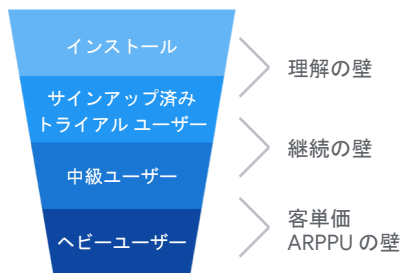 インストール
理解の壁
サインアップ済み
トライアル ユーザー
継続の壁
中級ユーザー
客単価
ARPPU の壁
ヘビーユーザー